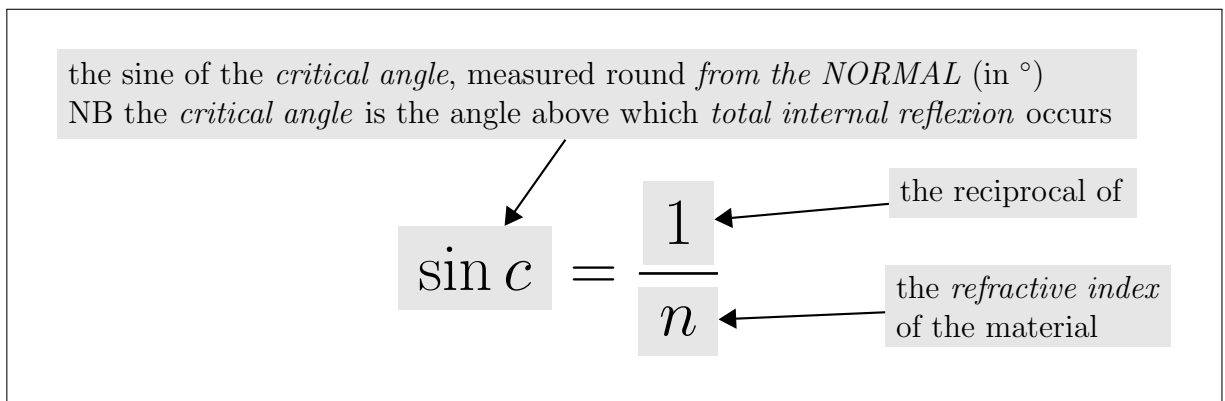 the sine of the critical angle, measured round from the NORMAL (in °)
NB the critical angle is the angle above which total internal reflexion occurs
sin c = 1/n
the reciprocal of
the refractive index
of the material